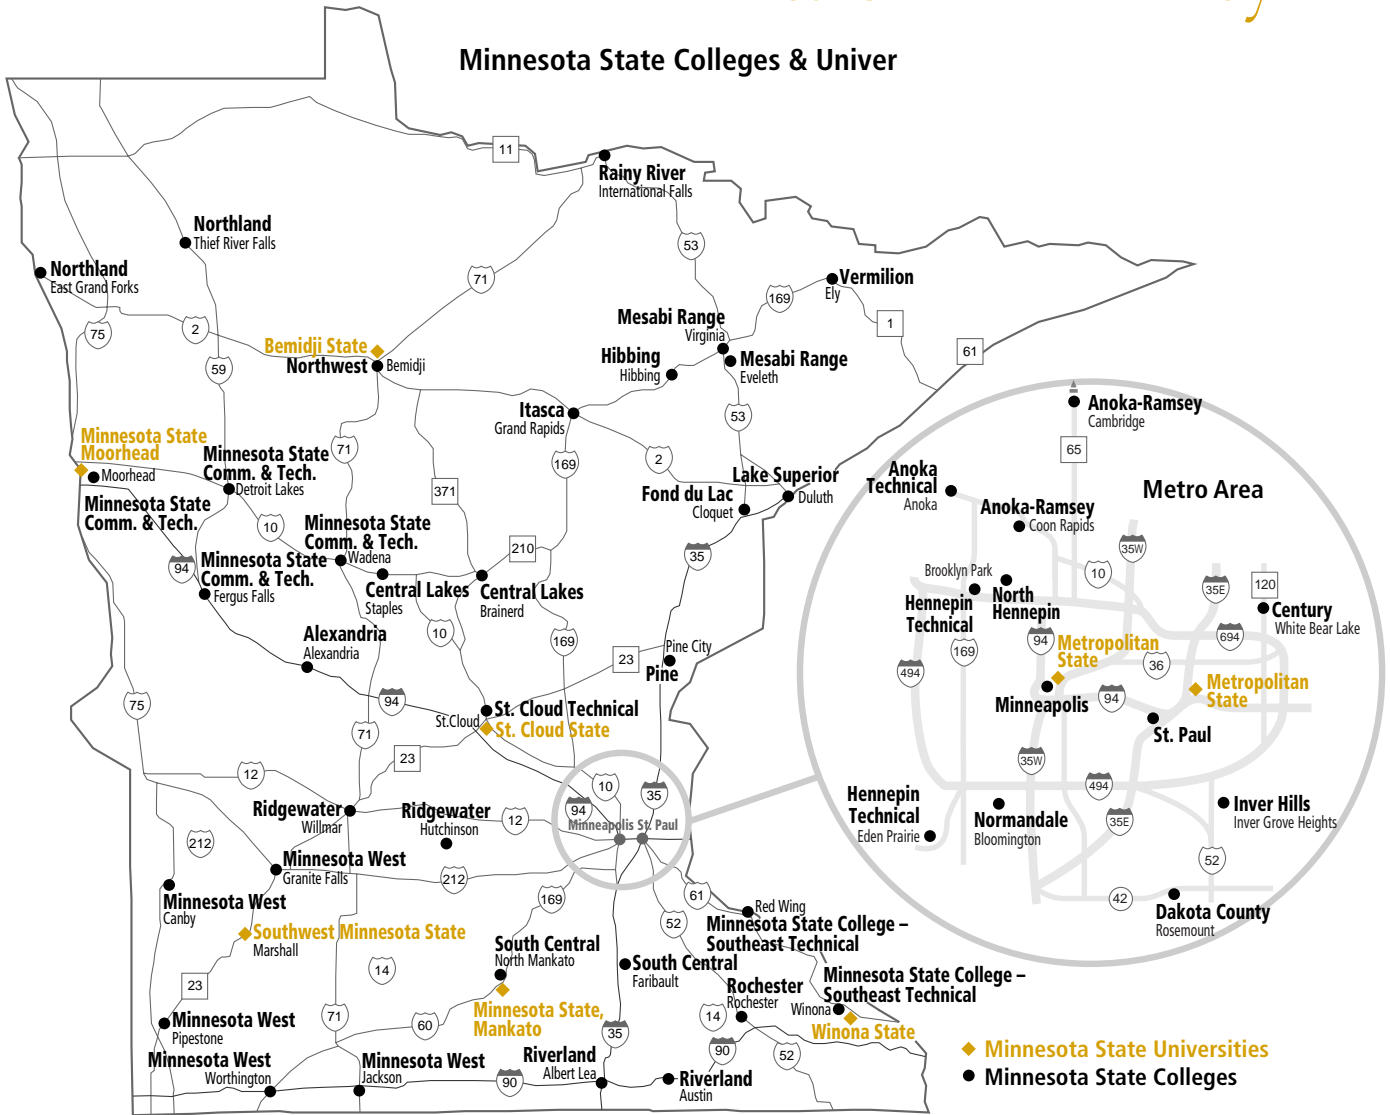 Minnesota State Colleges & Univer
11
Rainy River
International Falls
Northland
Thief River Falls
53
Northland
East Grand Forks
71
Vermilion
Ely
169
1
Mesabi Range
Virginia
2
75
Bemidji State
Northwest
Bemidji
Hibbing
Hibbing
Mesabi Range
Eveleth
61
59
Itasca
Grand Rapids
53
Minnesota State
Moorhead
Moorhead
Minnesota State
Comm. & Tech.
Detroit Lakes
71
169
2
Lake Superior
Duluth
Fond du Lac
Cloquet
371
Minnesota State
Comm. & Tech.
10
Minnesota State
Comm. & Tech.
Wadena
210
35
94
Minnesota State
Comm. & Tech.
Fergus Falls
Central Lakes
Staples
Central Lakes
Brainerd
10
169
Alexandria
Alexandria
23
Pine City
Pine
94
75
St. Cloud Technical
St.Cloud
St. Cloud State
71
23
12
10
35
94
Ridgewater
Willmar
Ridgewater
Hutchinson
12
Minneapolis St. Paul
212
Minnesota West
Granite Falls
212
Minnesota West
Canby
169
61
Red Wing
Minnesota State College –
Southeast Technical
52
Southwest Minnesota State
Marshall
South Central
North Mankato
South Central
Faribault
14
23
Minnesota State College –
Southeast Technical
Winona
Winona State
Rochester
Rochester
14
Minnesota State,
Mankato
71
60
35
Minnesota West
Pipestone
90
52
Minnesota West
Worthington
Minnesota West
Jackson
90
Riverland
Albert Lea
Riverland
Austin
Anoka-Ramsey
Cambridge
65
Metro Area
Anoka
Technical
Anoka
Anoka-Ramsey
Coon Rapids
35W
10
35E
120
Brooklyn Park
North
Hennepin
Hennepin
Technical
Century
White Bear Lake
94
694
169
Metropolitan
State
36
494
Minneapolis
94
Metropolitan
State
St. Paul
35W
494
Hennepin
Technical
Eden Prairie
Normandale
Bloomington
35E
Inver Hills
Inver Grove Heights
52
42
Dakota County
Rosemount
Minnesota State Universities
Minnesota State Colleges